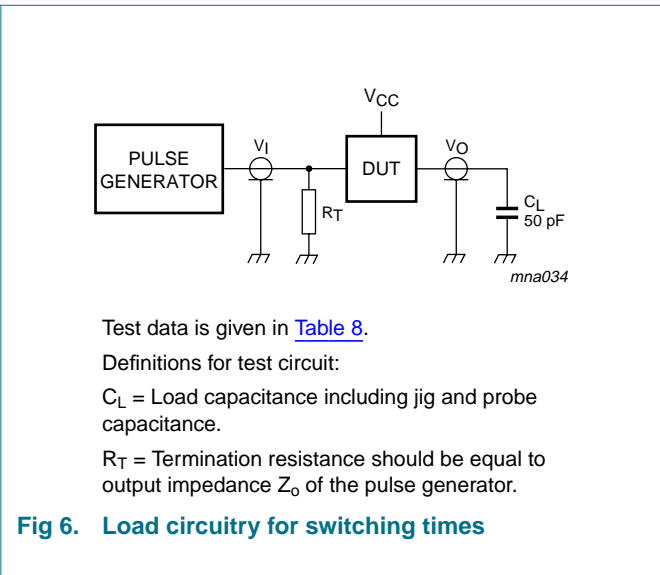 VCC
PULSE
GENERATOR
VI
DUT
VO
RT
CL
50 pF
mna034
Test data is given in Table 8.
Definitions for test circuit:
CL = Load capacitance including jig and probe
capacitance.
RT = Termination resistance should be equal to
output impedance Zo of the pulse generator.
Fig 6. Load circuitry for switching times